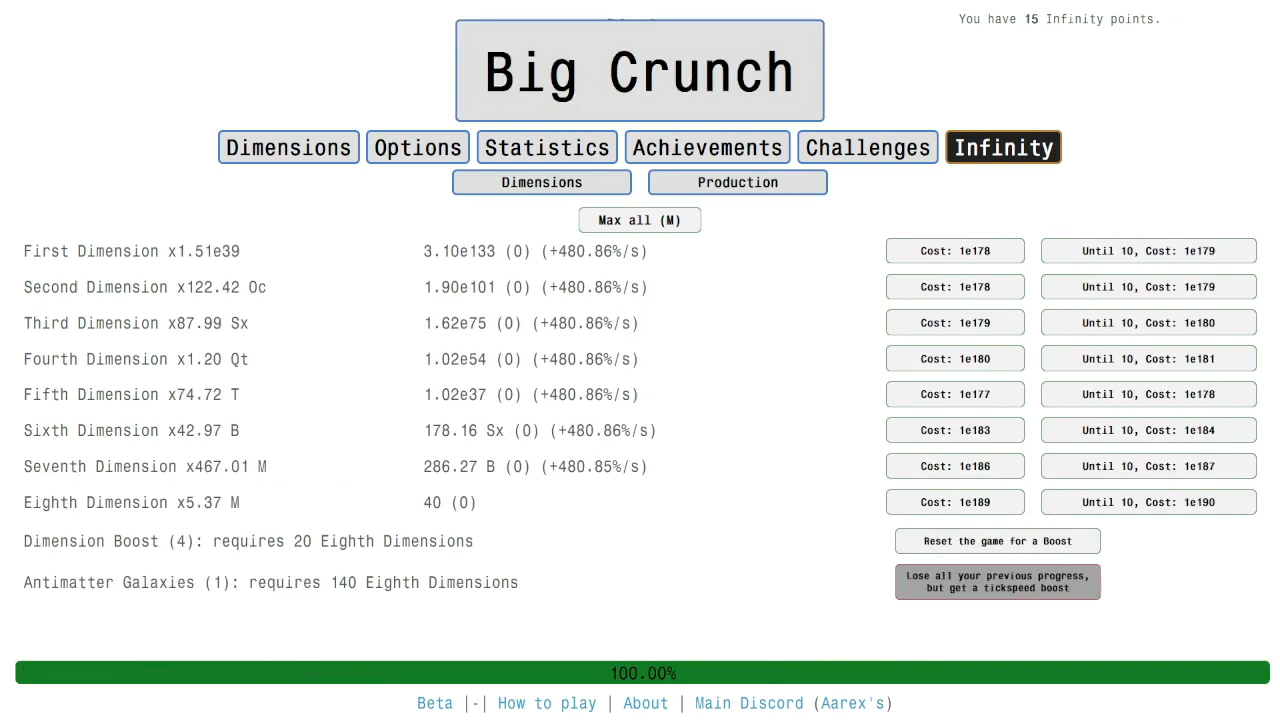 You have 15 Infinity points.
Big Crunch
Dimensions Options Statistics Achievements Challenges Infinity
Dimensions Production
Max all (M)
First Dimension x1.51e39 3.10e133 (0) (+480.86%/s) Cost: 1e178 Until 10, Cost: 1e179
Second Dimension x122.42 Oc 1.90e101 (0) (+480.86%/s) Cost: 1e178 Until 10, Cost: 1e179
Third Dimension x87.99 Sx 1.62e75 (0) (+480.86%/s) Cost: 1e179 Until 10, Cost: 1e180
Fourth Dimension x1.20 Qt 1.02e54 (0) (+480.86%/s) Cost: 1e180 Until 10, Cost: 1e181
Fifth Dimension x74.72 T 1.02e37 (0) (+480.86%/s) Cost: 1e177 Until 10, Cost: 1e178
Sixth Dimension x42.97 B 178.16 Sx (0) (+480.86%/s) Cost: 1e183 Until 10, Cost: 1e184
Seventh Dimension x467.01 M 286.27 B (0) (+480.85%/s) Cost: 1e186 Until 10, Cost: 1e187
Eighth Dimension x5.37 M 40 (0) Cost: 1e189 Until 10, Cost: 1e190
Dimension Boost (4): requires 20 Eighth Dimensions Reset the game for a Boost
Antimatter Galaxies (1): requires 140 Eighth Dimensions Lose all your previous progress,
but get a tickspeed boost
100.00%
Beta |-| How to play | About | Main Discord (Aarex's)